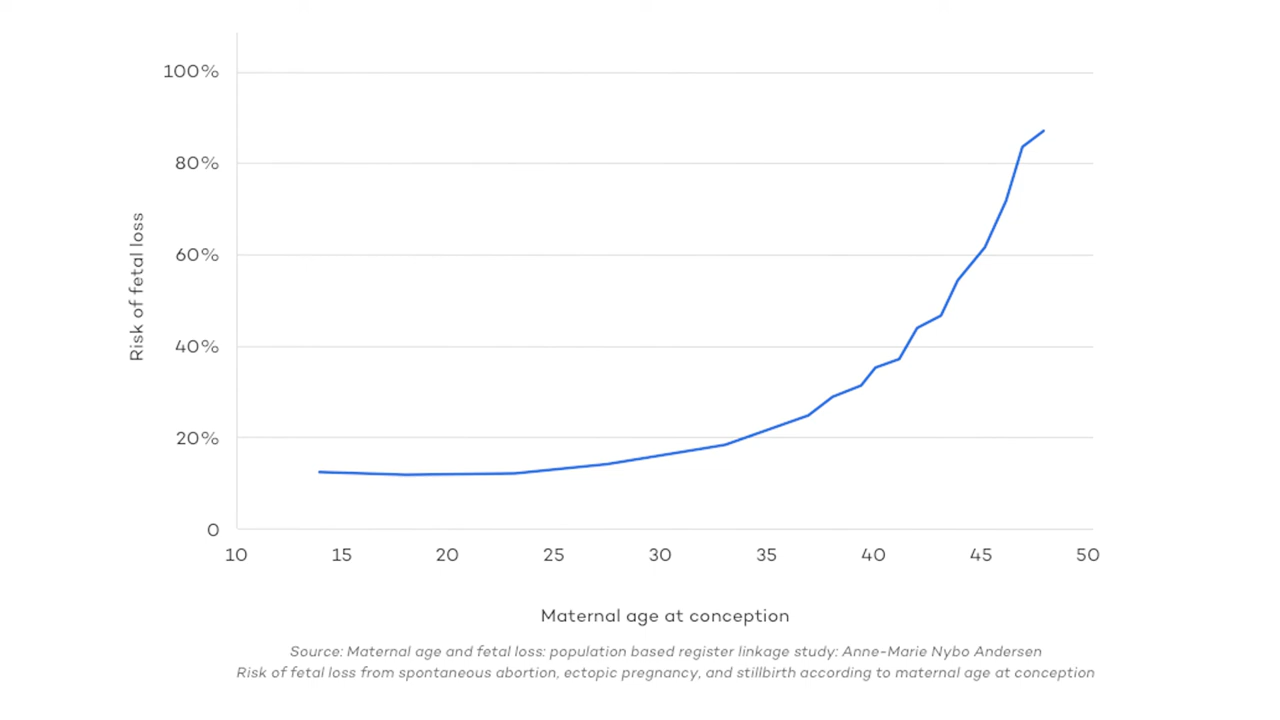 100%
80%
60%
40%
20%
0
Risk of fetal loss
10 15 20 25 30 35 40 45 50
Maternal age at conception
Source: Maternal age and fetal loss: population based register linkage study: Anne-Marie Nybo Andersen
Risk of fetal loss from spontaneous abortion, ectopic pregnancy, and stillbirth according to maternal age at conception